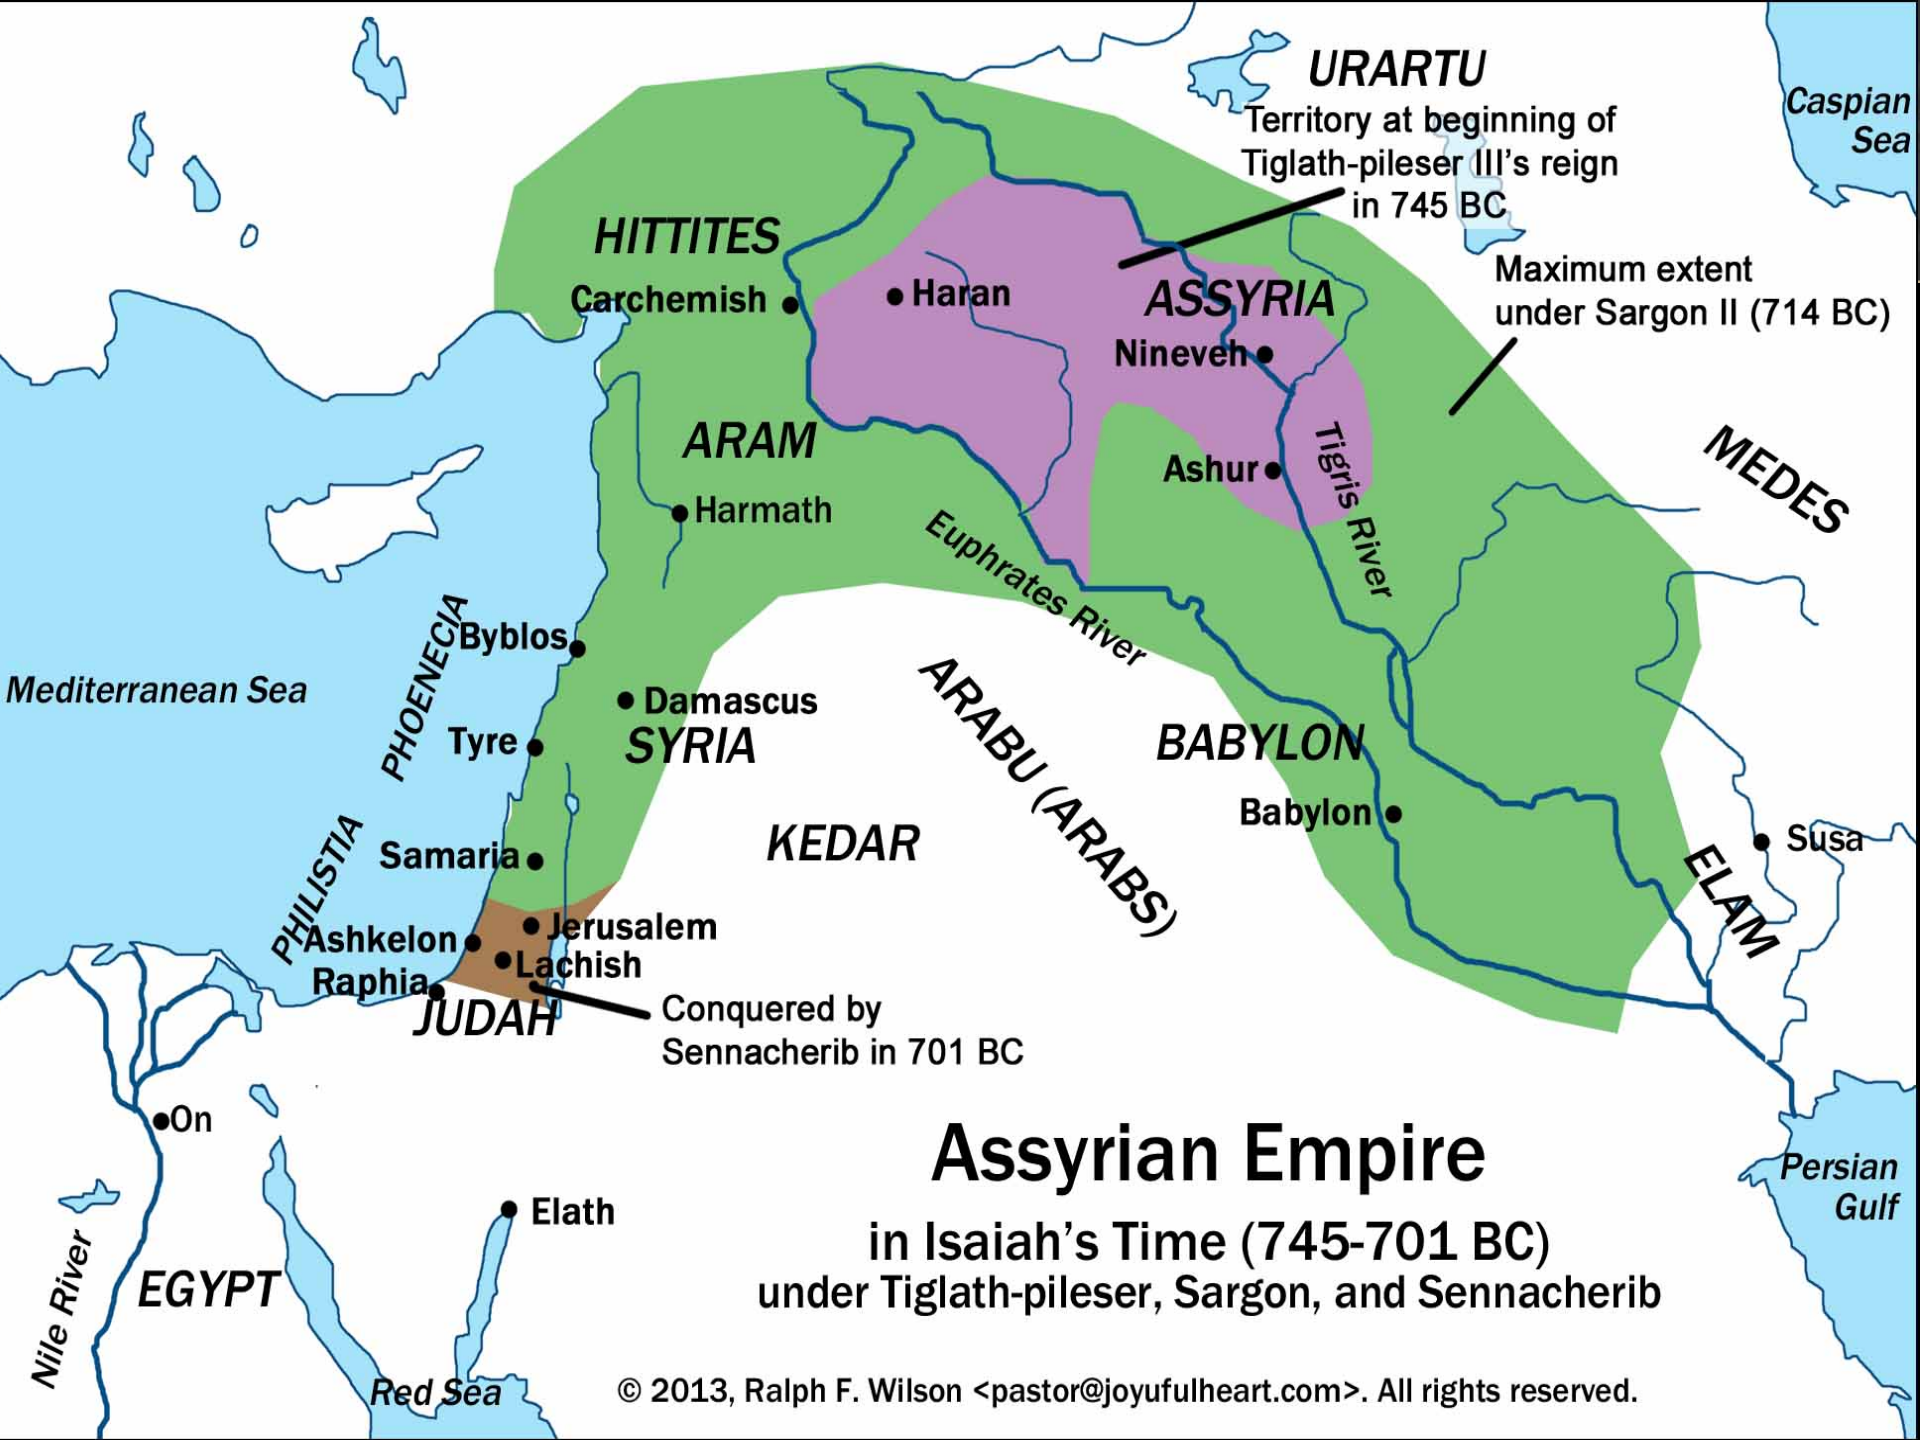 URARTU
Territory at beginning of
Tiglath-pileser III's reign
in 745 BC
Caspian
Sea
HITTITES
Carchemish
Haran
ASSYRIA
Nineveh
Maximum extent
under Sargon II (714 BC)
ARAM
Harmath
Ashur
Tigris River
MEDES
Euphrates River
PHOENECIA
Byblos
Mediterranean Sea
Damascus
Tyre
SYRIA
ARABU (ARABS)
BABYLON
Babylon
KEDAR
Samaria
Susa
ELAM
PHILISTIA
Ashkelon
Jerusalem
Lachish
Raphia
JUDAH
Conquered by
Sennacherib in 701 BC
On
Assyrian Empire
in Isaiah's Time (745-701 BC)
under Tiglath-pileser, Sargon, and Sennacherib
Persian
Gulf
Elath
Nile River
EGYPT
Red Sea
© 2013, Ralph F. Wilson <pastor@joyufulheart.com>. All rights reserved.